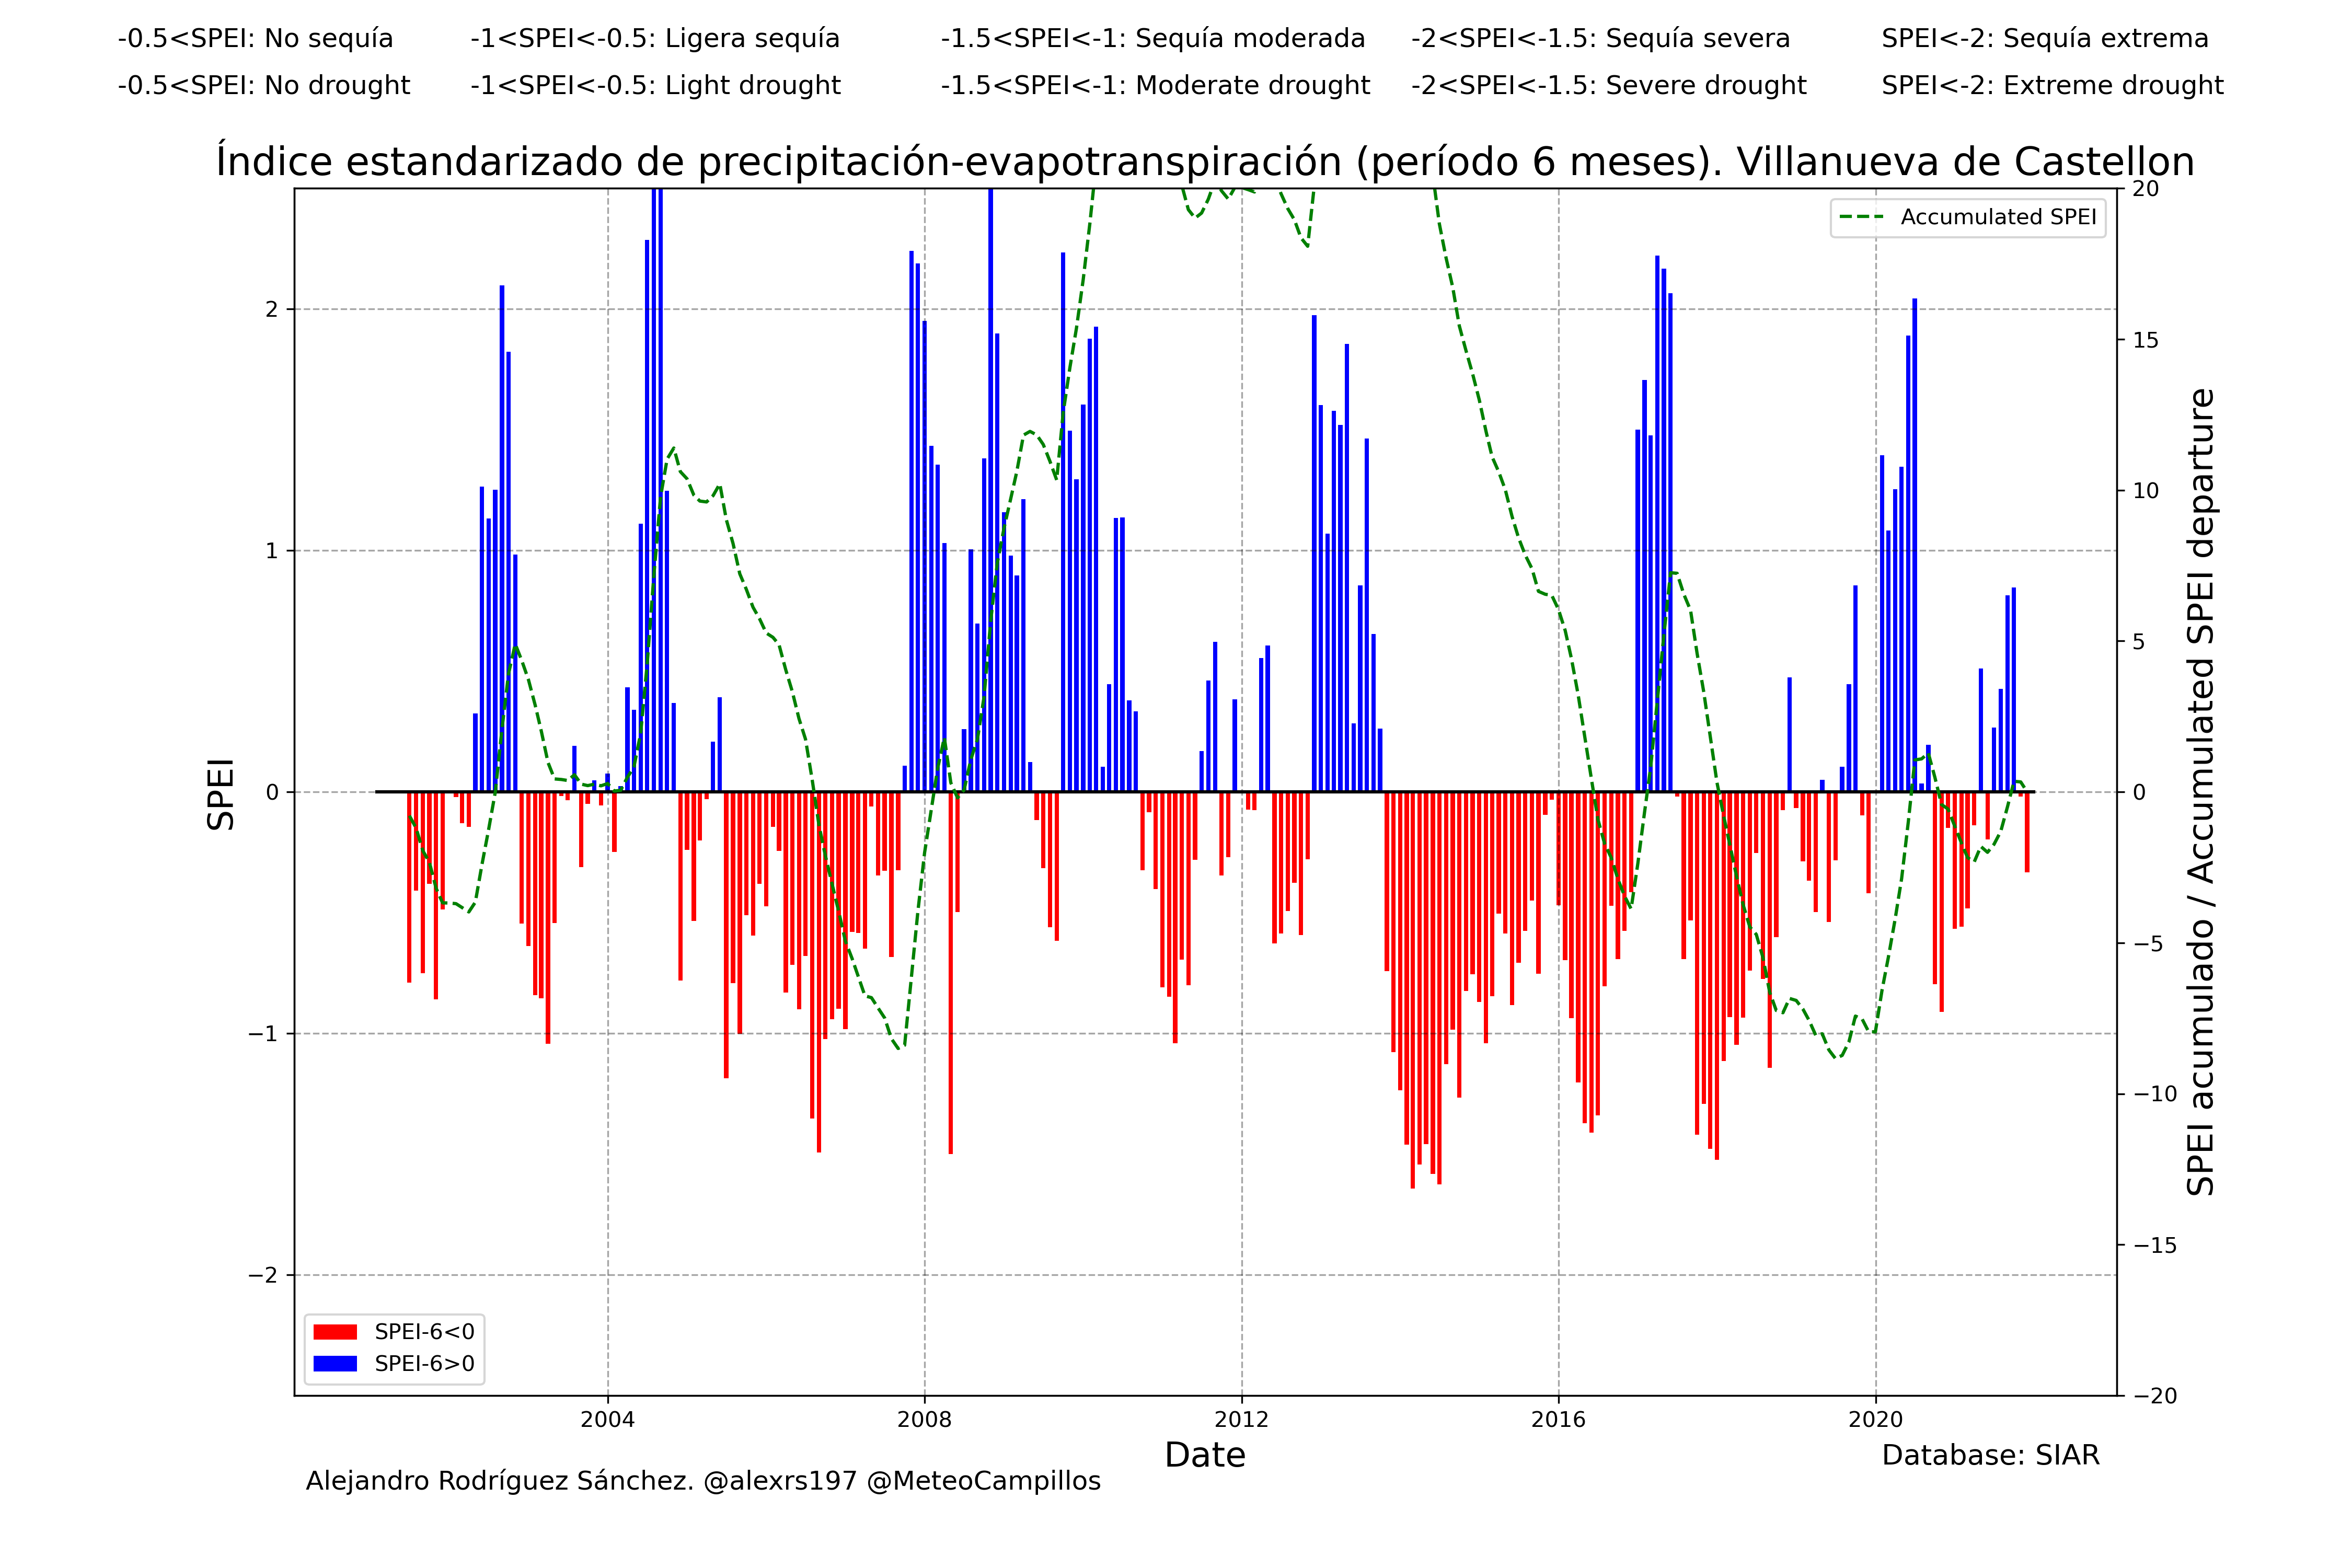 -0.5<SPEI: No sequía -1<SPEI<-0.5: Ligera sequía -1.5<SPEI<-1: Sequía moderada -2<SPEI<-1.5: Sequía severa SPEI<-2: Sequía extrema
-0.5<SPEI: No drought -1<SPEI<-0.5: Light drought -1.5<SPEI<-1: Moderate drought -2<SPEI<-1.5: Severe drought SPEI<-2: Extreme drought
Índice estandarizado de precipitación-evapotranspiración (período 6 meses). Villanueva de Castellon
Accumulated SPEI
SPEI
2
1
0
−1
−2
20
15
10
5
0
−5
−10
−15
−20
SPEI acumulado / Accumulated SPEI departure
SPEI-6<0
SPEI-6>0
2004 2008 2012 2016 2020
Date
Database: SIAR
Alejandro Rodríguez Sánchez. @alexrs197 @MeteoCampillos